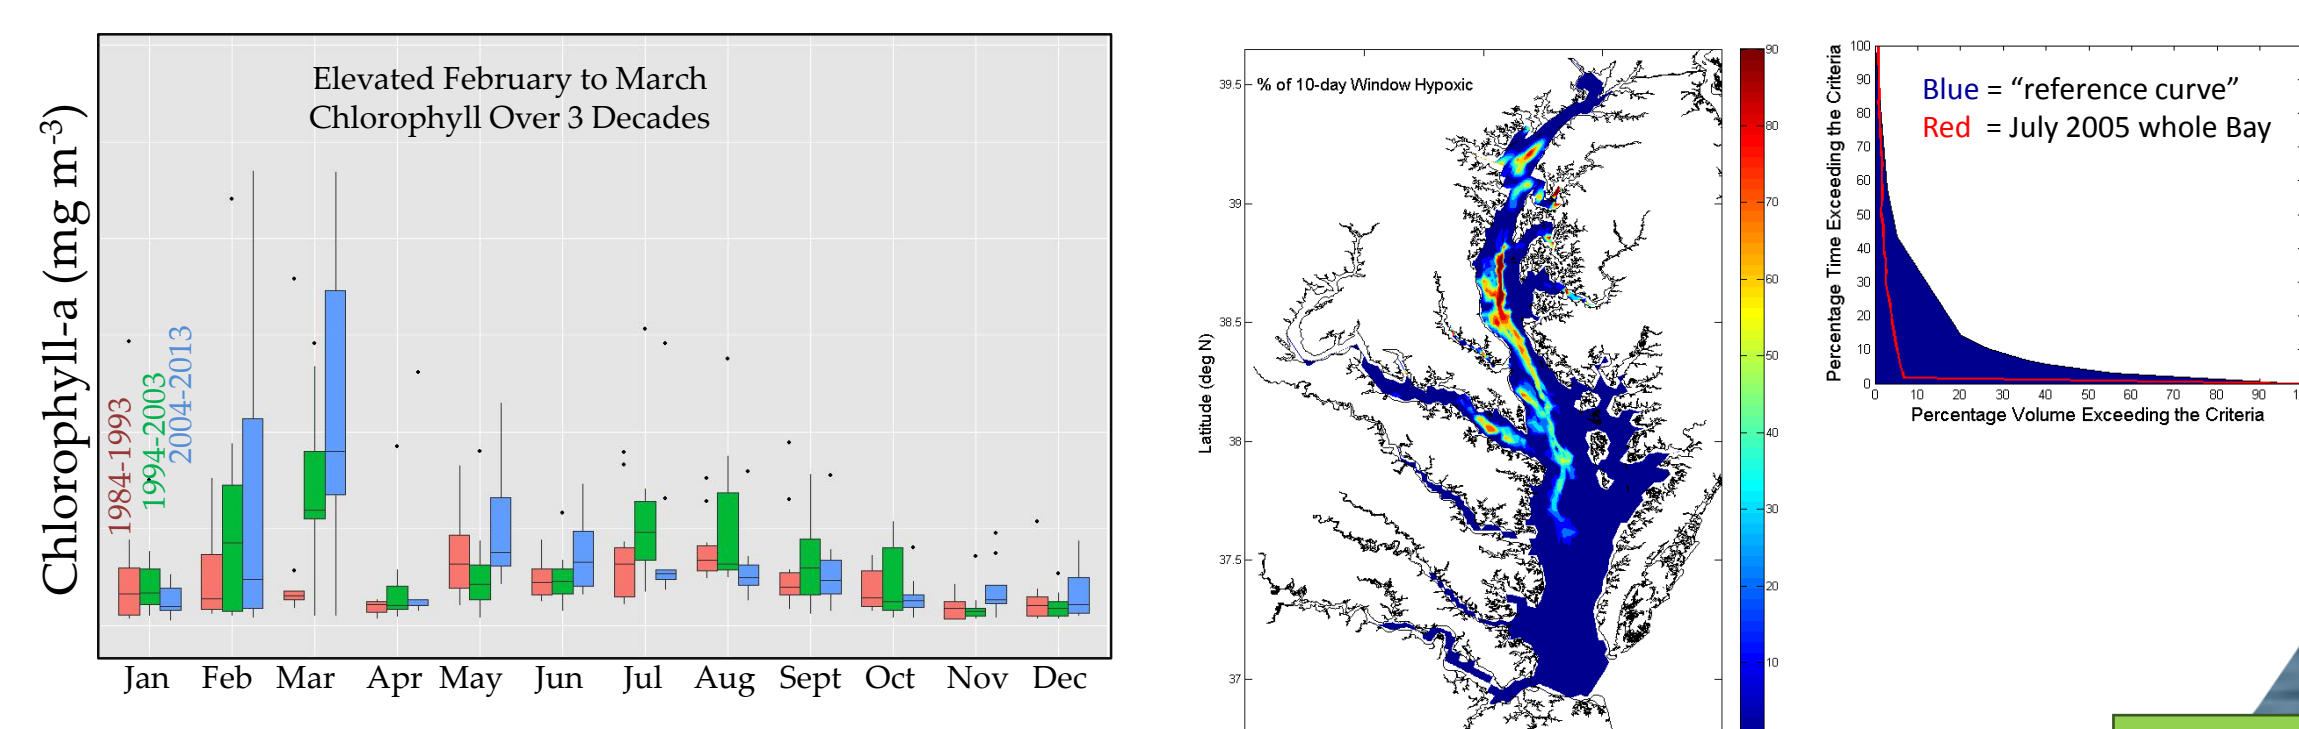 Elevated February to March
Chlorophyll Over 3 Decades
Chlorophyll-a (mg m-3)
1984-1993
1994-2003
2004-2013
Jan Feb Mar Apr May Jun Jul Aug Sept Oct Nov Dec
% of 10-day Window Hypoxic
Latitude (deg N)
39.5
39
38.5
38
37.5
37
90
80
70
60
50
40
30
20
10
Blue = “reference curve”
Red = July 2005 whole Bay
Percentage Time Exceeding the Criteria
100
90
80
70
60
50
40
30
20
10
0
0 10 20 30 40 50 60 70 80 90
Percentage Volume Exceeding the Criteria